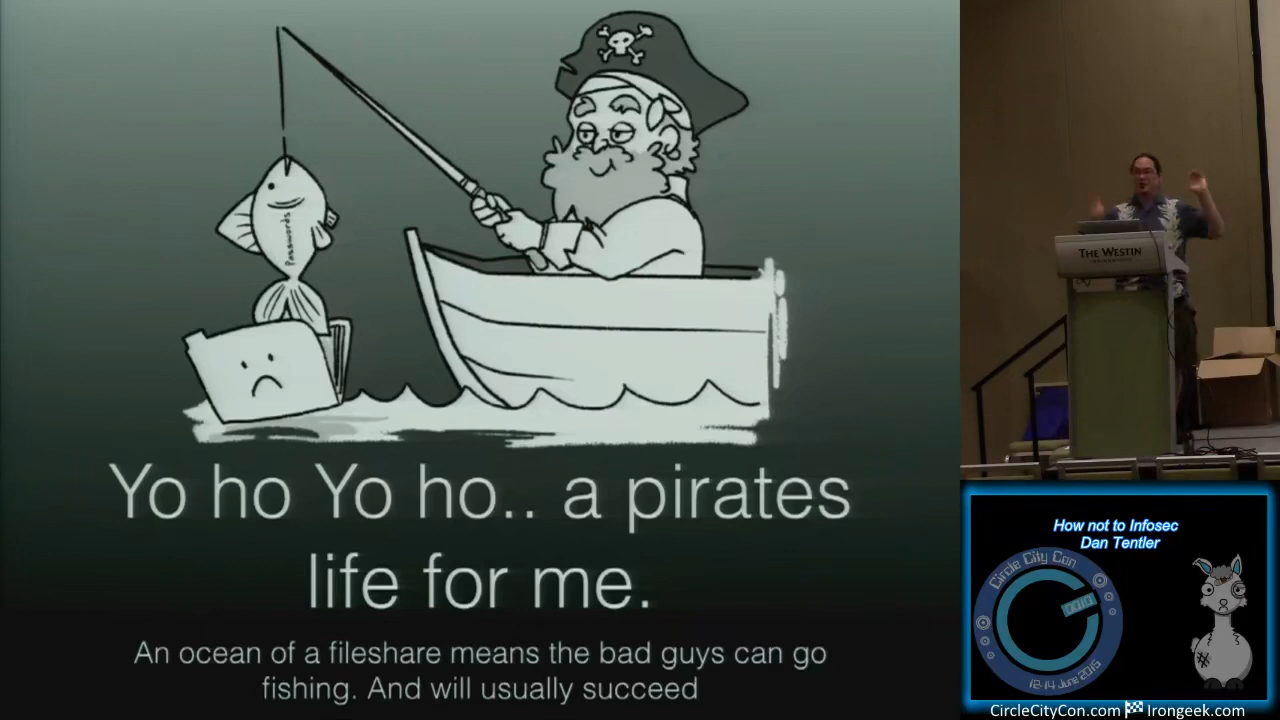 Passwords
Yo ho Yo ho.. a pirates
life for me.
An ocean of a fileshare means the bad guys can go
fishing. And will usually succeed
THE WESTIN
How not to Infosec
Dan Tentler
Circle City Con
12-14 June 2015
CircleCityCon.com Irongeek.com